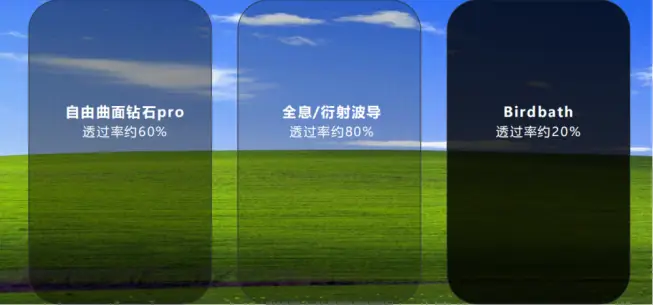 自由曲面钻石pro
透过率约60%
全息/衍射波导
透过率约80%
Birdbath
透过率约20%